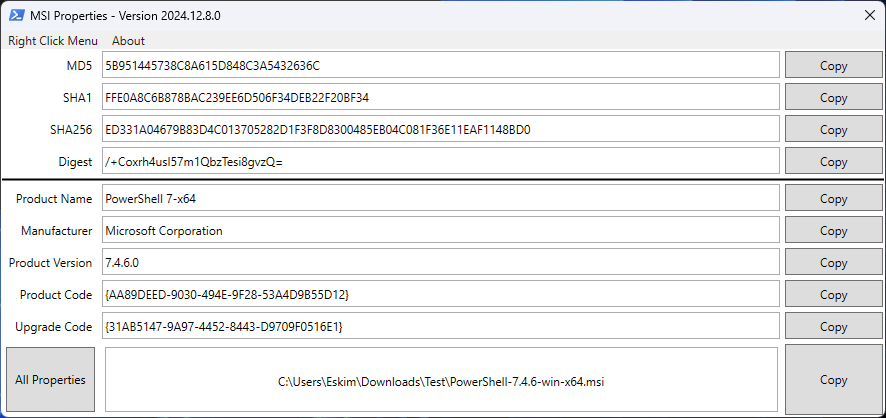 MSI Properties - Version 2024.12.8.0
Right Click Menu About
MD5 5B951445738C8A615D848C3A5432636C Copy
SHA1 FFE0A8C6B878BAC239EE6D506F34DEB22F20BF34 Copy
SHA256 ED331A04679B83D4C013705282D1F3F8D8300485EB04C081F36E11EAF1148BD0 Copy
Digest /+Coxrh4usI57m1QbzTesi8gvzQ= Copy
Product Name PowerShell 7-x64 Copy
Manufacturer Microsoft Corporation Copy
Product Version 7.4.6.0 Copy
Product Code {AA89DEED-9030-494E-9F28-53A4D9B55D12} Copy
Upgrade Code {31AB5147-9A97-4452-8443-D9709F0516E1} Copy
All Properties C:\Users\Eskim\Downloads\Test\PowerShell-7.4.6-win-x64.msi Copy